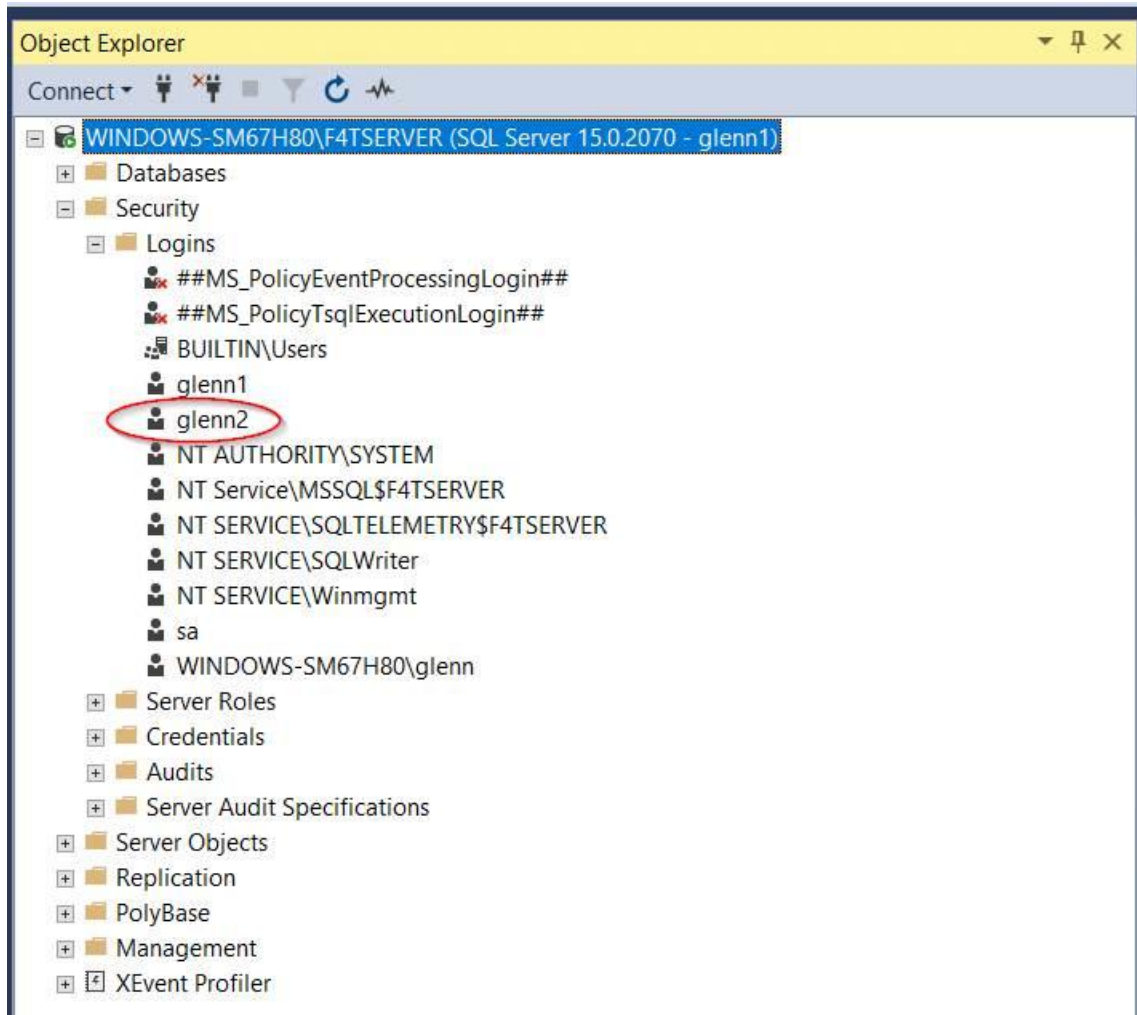 Object Explorer
Connect
WINDOWS-SM67H80\F4TSERVER (SQL Server 15.0.2070 - glenn1)
Databases
Security
Logins
##MS_PolicyEventProcessingLogin##
##MS_PolicyTsqlExecutionLogin##
BUILTIN\Users
glenn1
glenn2
NT AUTHORITY\SYSTEM
NT Service\MSSQL$F4TSERVER
NT SERVICE\SQLTELEMETRY$F4TSERVER
NT SERVICE\SQLWriter
NT SERVICE\Winmgmt
sa
WINDOWS-SM67H80\glenn
Server Roles
Credentials
Audits
Server Audit Specifications
Server Objects
Replication
PolyBase
Management
XEvent Profiler